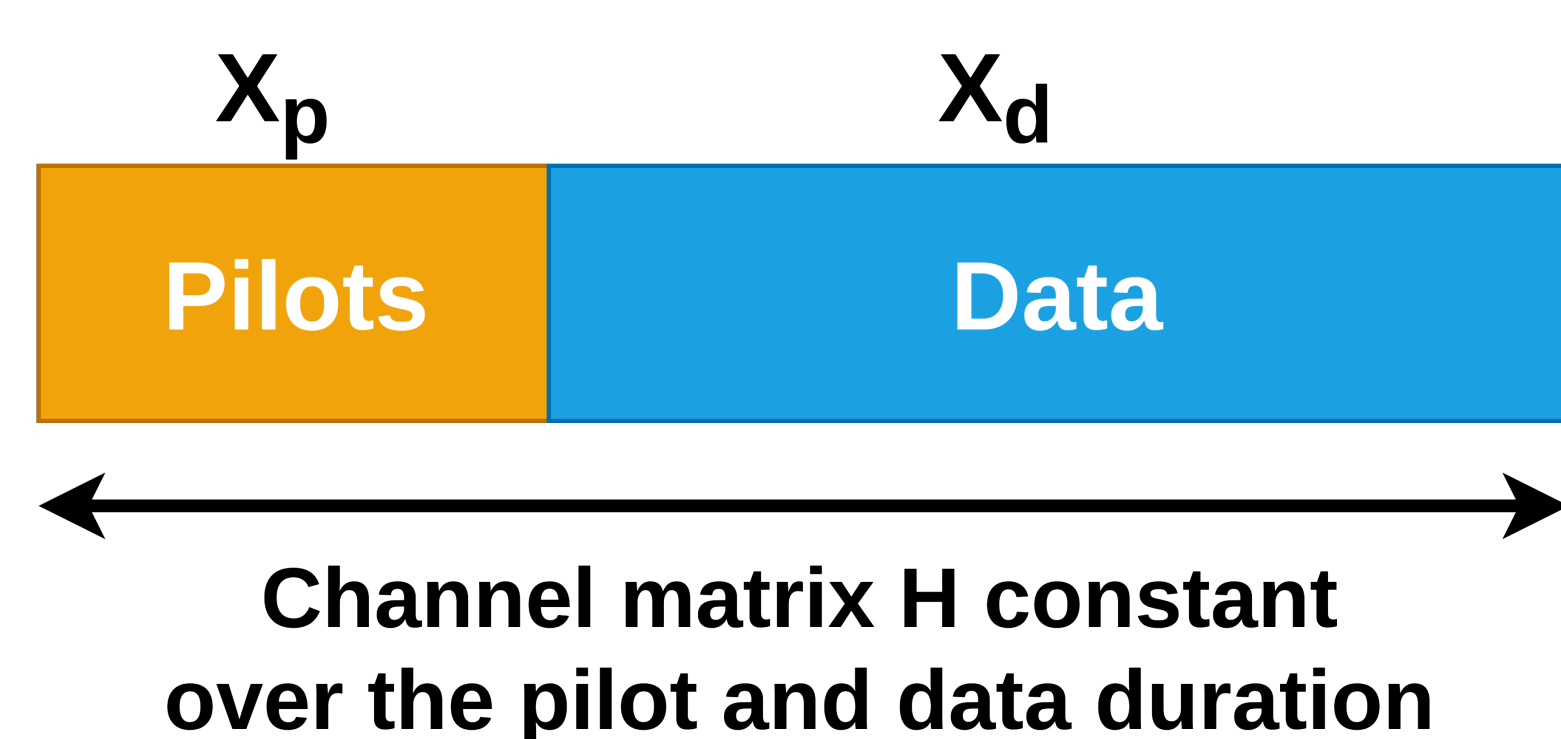 Xp
Xd
Pilots
Data
Channel matrix H constant
over the pilot and data duration